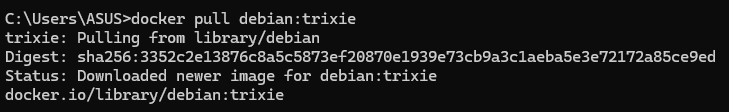 C:\Users\ASUS>docker pull debian:trixie
trixie: Pulling from library/debian
Digest: sha256:3352c2e13876c8a5c5873ef20870e1939e73cb9a3c1aeba5e3e72172a85ce9ed
Status: Downloaded newer image for debian:trixie
docker.io/library/debian:trixie